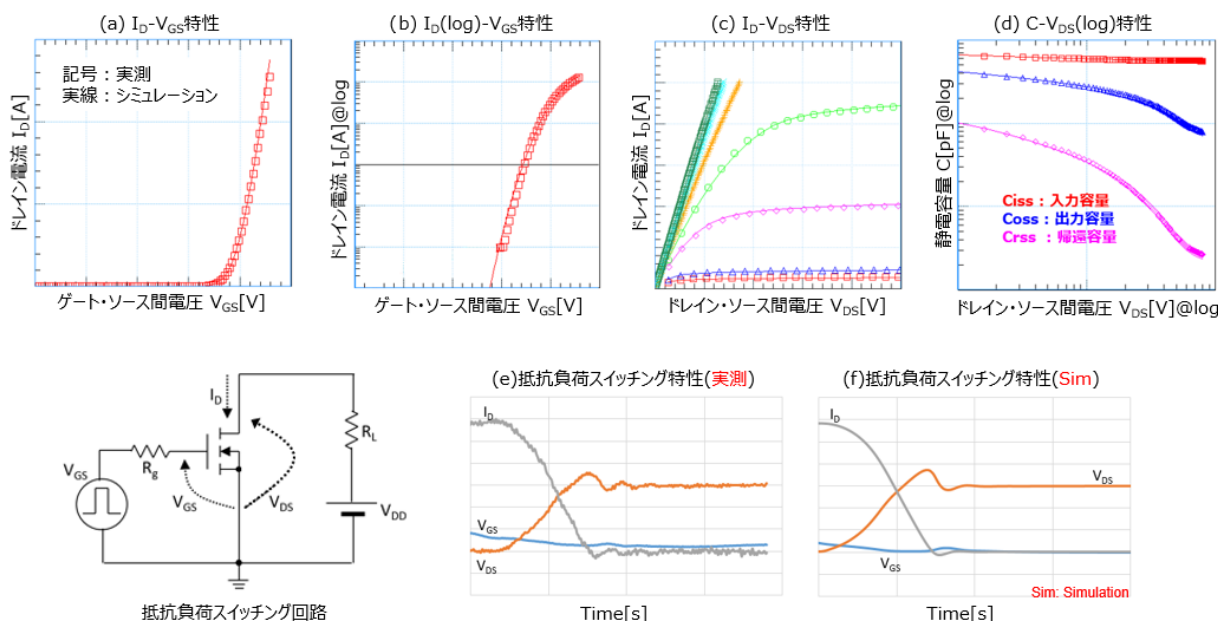 (a) ID-VGS特性
(b) ID(log)-VGS特性
(c) ID-VDS特性
(d) C-VDS(log)特性
記号：実測
実線：シミュレーション
ドレイン電流 ID[A]
ゲート・ソース間電圧 VGS[V]
ドレイン電流 ID[A]@log
ゲート・ソース間電圧 VGS[V]
ドレイン電流 ID[A]
ドレイン・ソース間電圧 VDS[V]
静電容量 C[pF]@log
Ciss：入力容量
Coss：出力容量
Crss：帰還容量
ドレイン・ソース間電圧 VDS[V]@log
ID
RL
VGS
Rg
VGS
VDS
VDD
抵抗負荷スイッチング回路
(e)抵抗負荷スイッチング特性(実測)
ID
VGS
VDS
Time[s]
(f)抵抗負荷スイッチング特性(Sim)
ID
VDS
VGS
Sim: Simulation
Time[s]